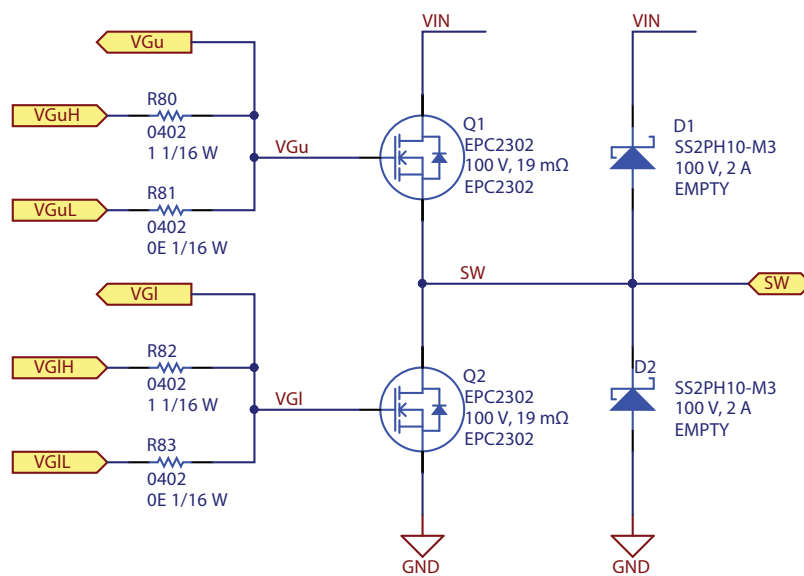 VIN
VIN
VGu
VGuH
R80
0402
1 1/16 W
VGu
Q1
EPC2302
100 V, 19 mΩ
EPC2302
D1
SS2PH10-M3
100 V, 2 A
EMPTY
VGuL
R81
0402
0E 1/16 W
SW
SW
VGl
VGlH
R82
0402
1 1/16 W
VGl
Q2
EPC2302
100 V, 19 mΩ
EPC2302
D2
SS2PH10-M3
100 V, 2 A
EMPTY
VGlL
R83
0402
0E 1/16 W
GND
GND